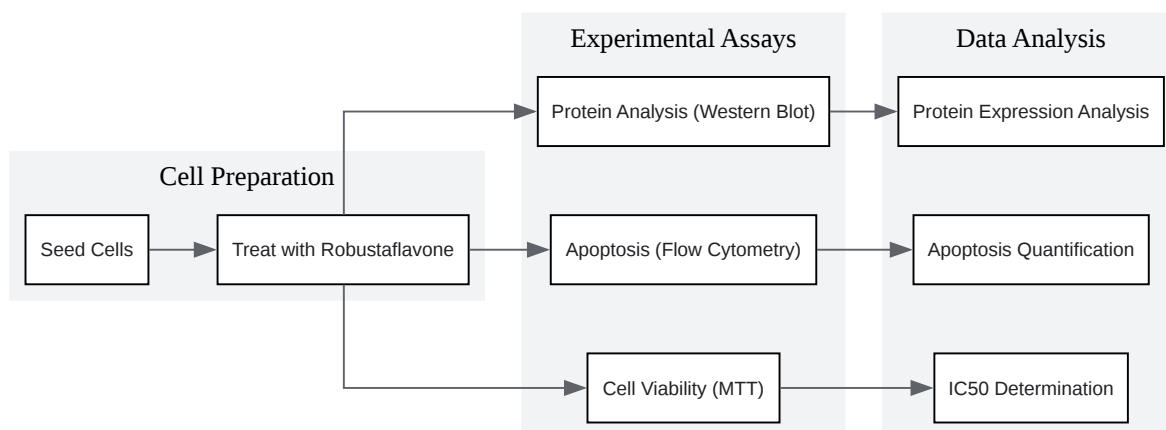 Experimental Assays
Data Analysis
Protein Analysis (Western Blot)
Protein Expression Analysis
Cell Preparation
Seed Cells
Treat with Robustaflavone
Apoptosis (Flow Cytometry)
Apoptosis Quantification
Cell Viability (MTT)
IC50 Determination